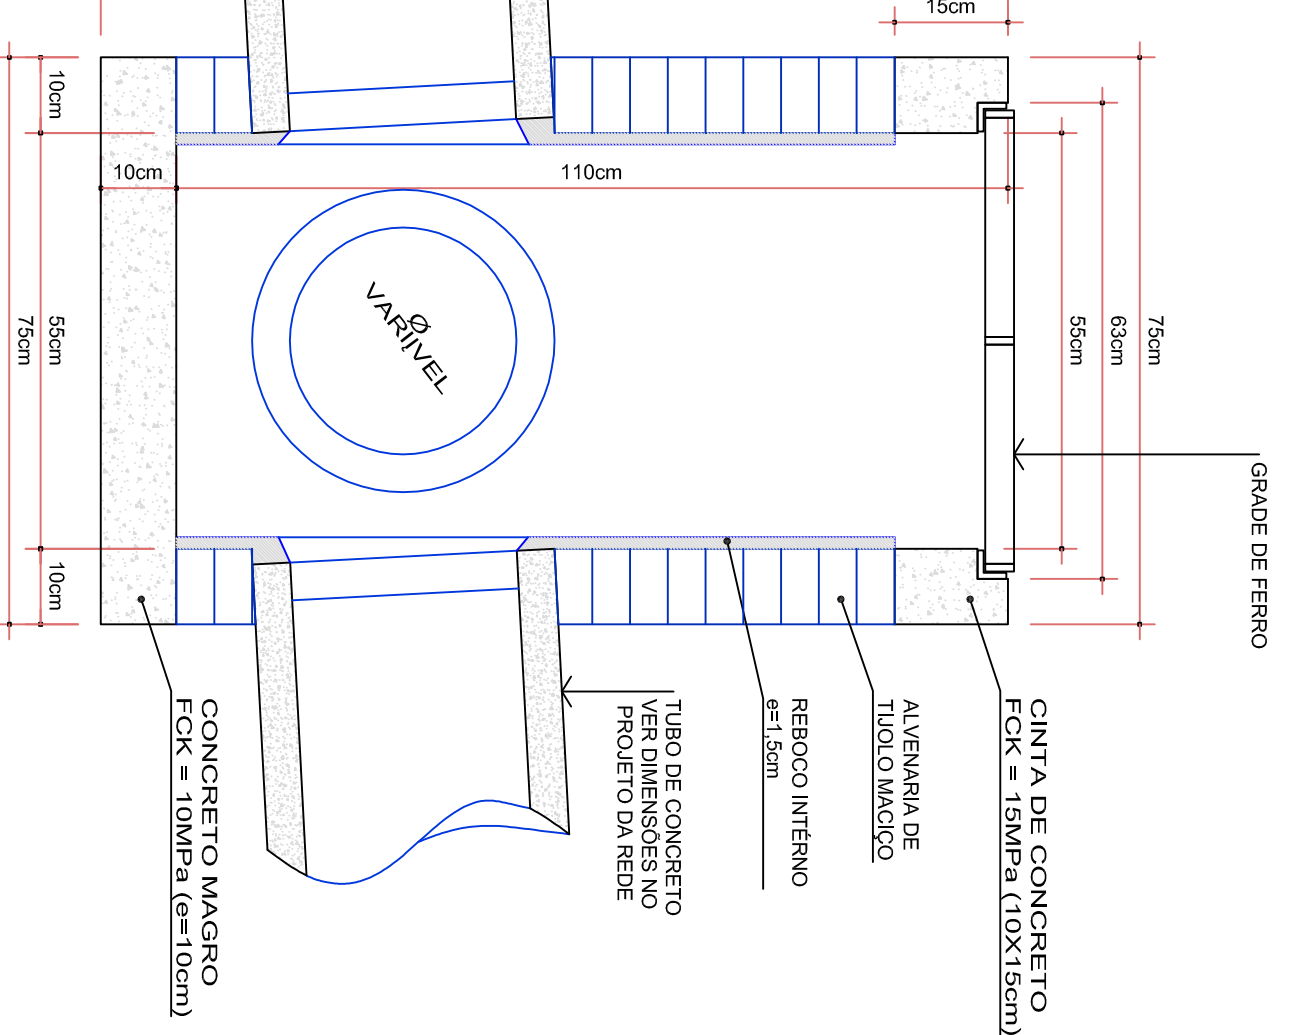 15cm
10cm
10cm
110cm
55cm
75cm
10cm
Ø
VARIÍVEL
55cm
63cm
75cm
GRADE DE FERRO
CINTA DE CONCRETO
FCK = 15MPa (10X15cm)
ALVENARIA DE
TIJOLO MACIÇO
REBOCO INTÉRNO
e=1,5cm
TUBO DE CONCRETO
VER DIMENSÕES NO
PROJETO DA REDE
CONCRETO MAGRO
FCK = 10MPa (e=10cm)